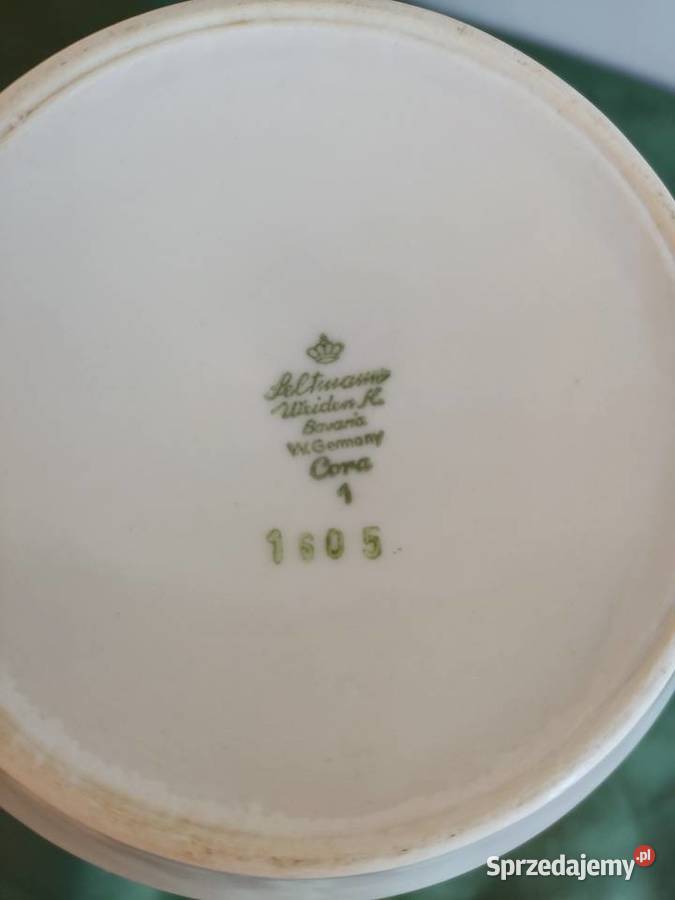 Seltmann
Weiden K.
Bavaria
W. Germany
Cora
1
1605
Sprzedajemy.pl